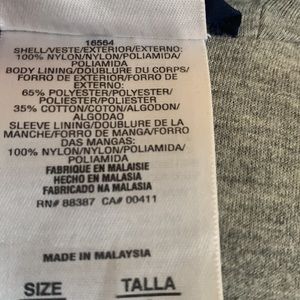 16564
SHELL/VESTE/EXTERIOR/EXTERNO:
100% NYLON/NYLON/POLIAMIDA/
POLIAMIDA
BODY LINING/DOUBLURE DU CORPS/
FORRO DE EXTERIOR/FORRO DE
EXTERNO:
65% POLYESTER/POLYESTER/
POLIESTER/POLIESTER
35% COTTON/COTON/ALGODON/
ALGODAO
SLEEVE LINING/DOUBLURE DE LA
MANCHE/FORRO DE MANGA/FORRO
DAS MANGAS:
100% NYLON/NYLON/POLIAMIDA/
POLIAMIDA
FABRIQUE EN MALAISIE
HECHO EN MALASIA
FABRICADO NA MALASIA
RN# 88387 CA# 00411
MADE IN MALAYSIA
SIZE TALLA